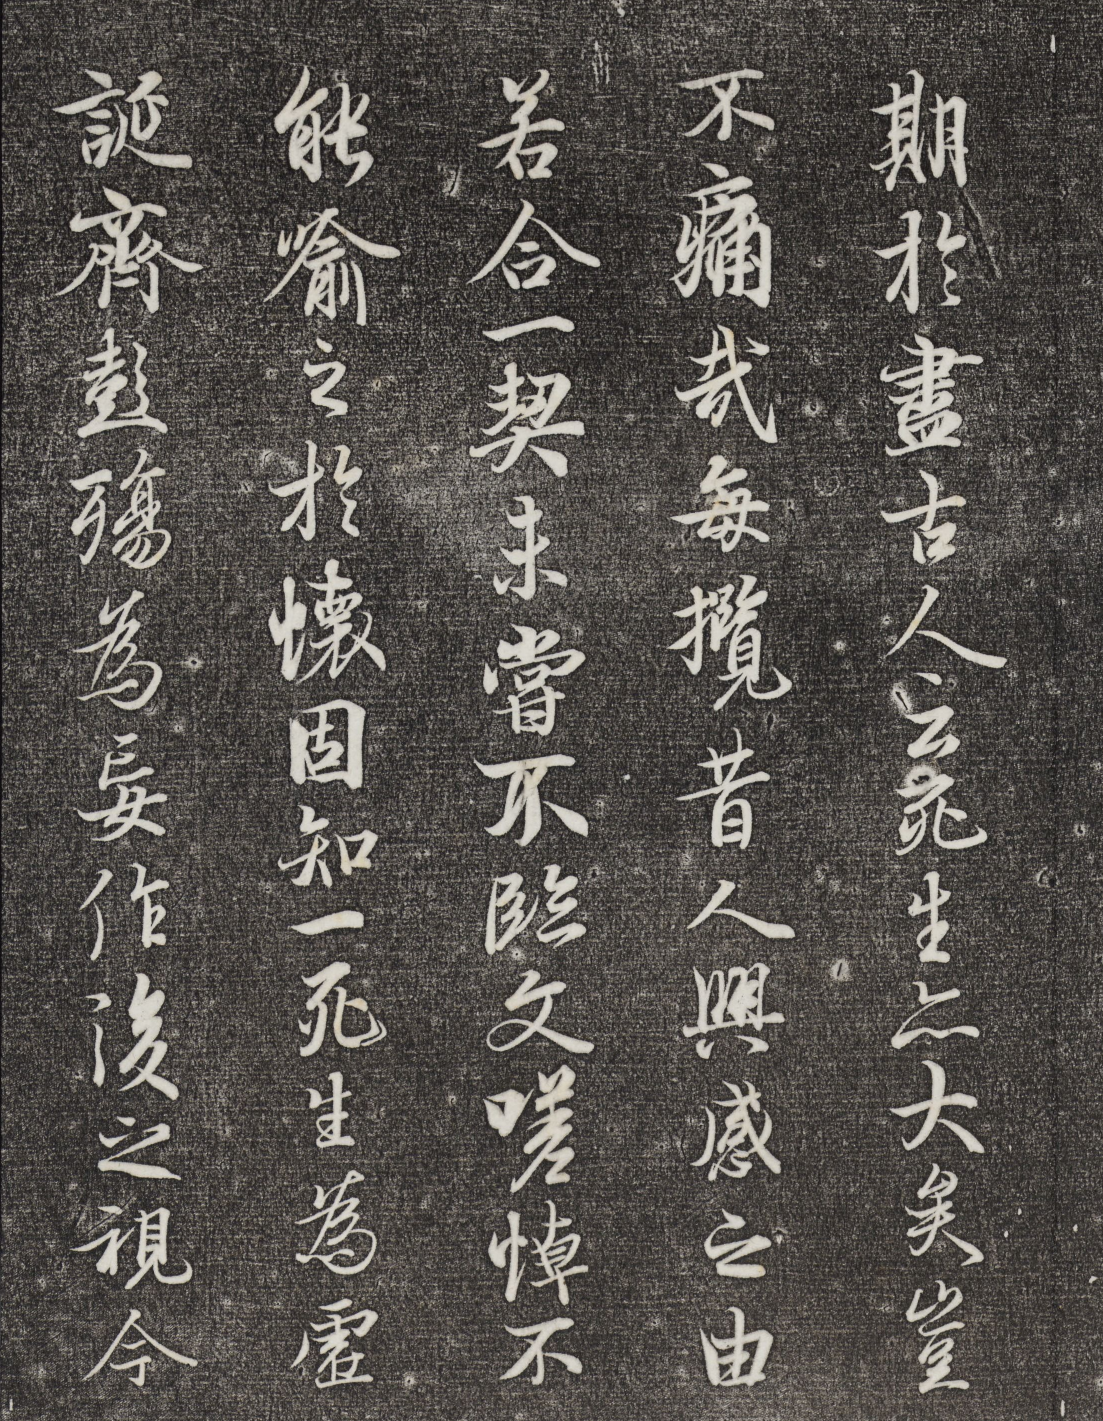 期於盡古人云死生亦大矣豈
不痛哉每攬昔人興感之由
若合一契未嘗不臨文嗟悼不
能喻之於懷固知一死生為虛
誕齊彭殤為妄作後之視今